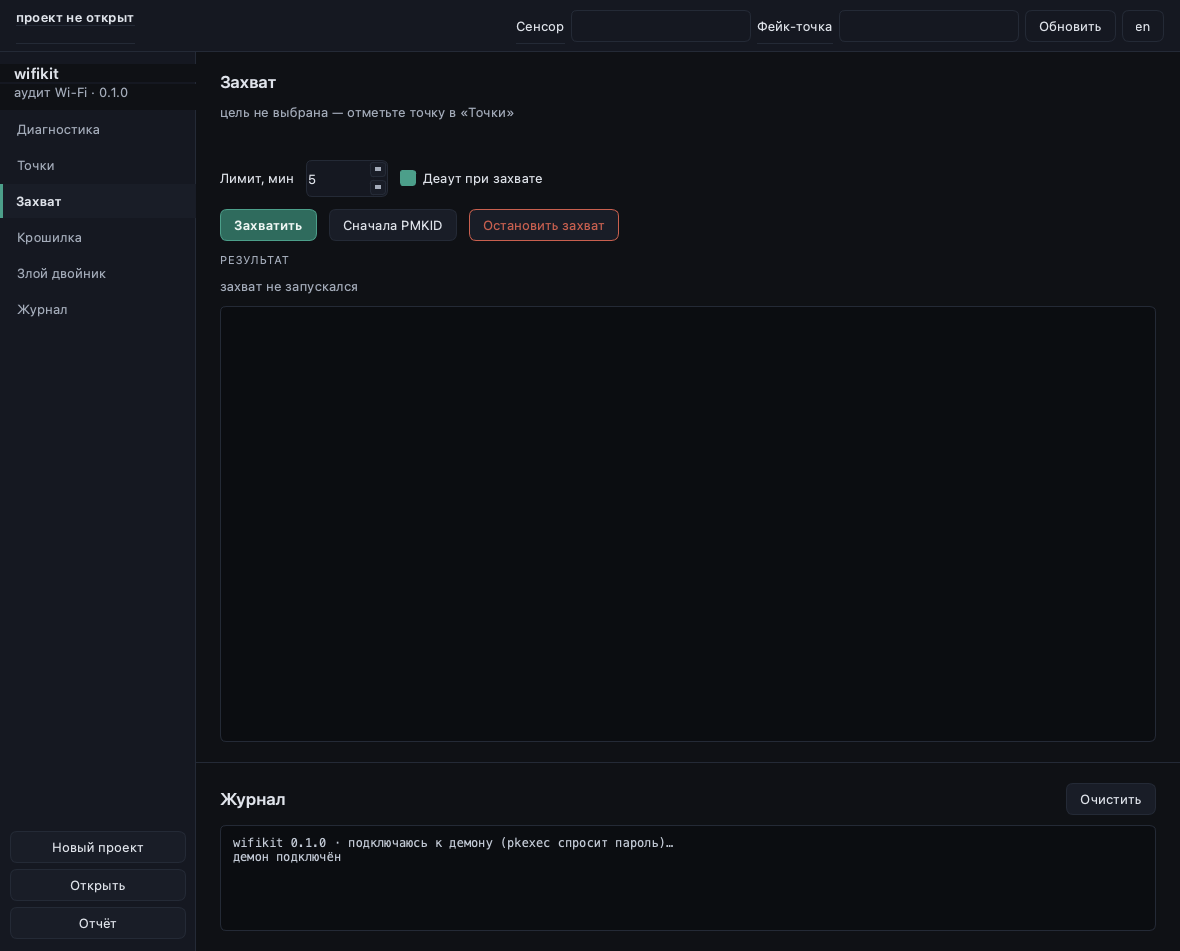 проект не открыт
Сенсор
Фейк-точка
Обновить
en
wifikit
аудит Wi-Fi · 0.1.0
Диагностика
Точки
Захват
Крошилка
Злой двойник
Журнал
Новый проект
Открыть
Отчёт
Захват
цель не выбрана — отметьте точку в «Точки»
Лимит, мин
5
Деаут при захвате
Захватить
Сначала PMKID
Остановить захват
РЕЗУЛЬТАТ
захват не запускался
Журнал
Очистить
wifikit 0.1.0 · подключаюсь к демону (pkexec спросит пароль)…
демон подключён